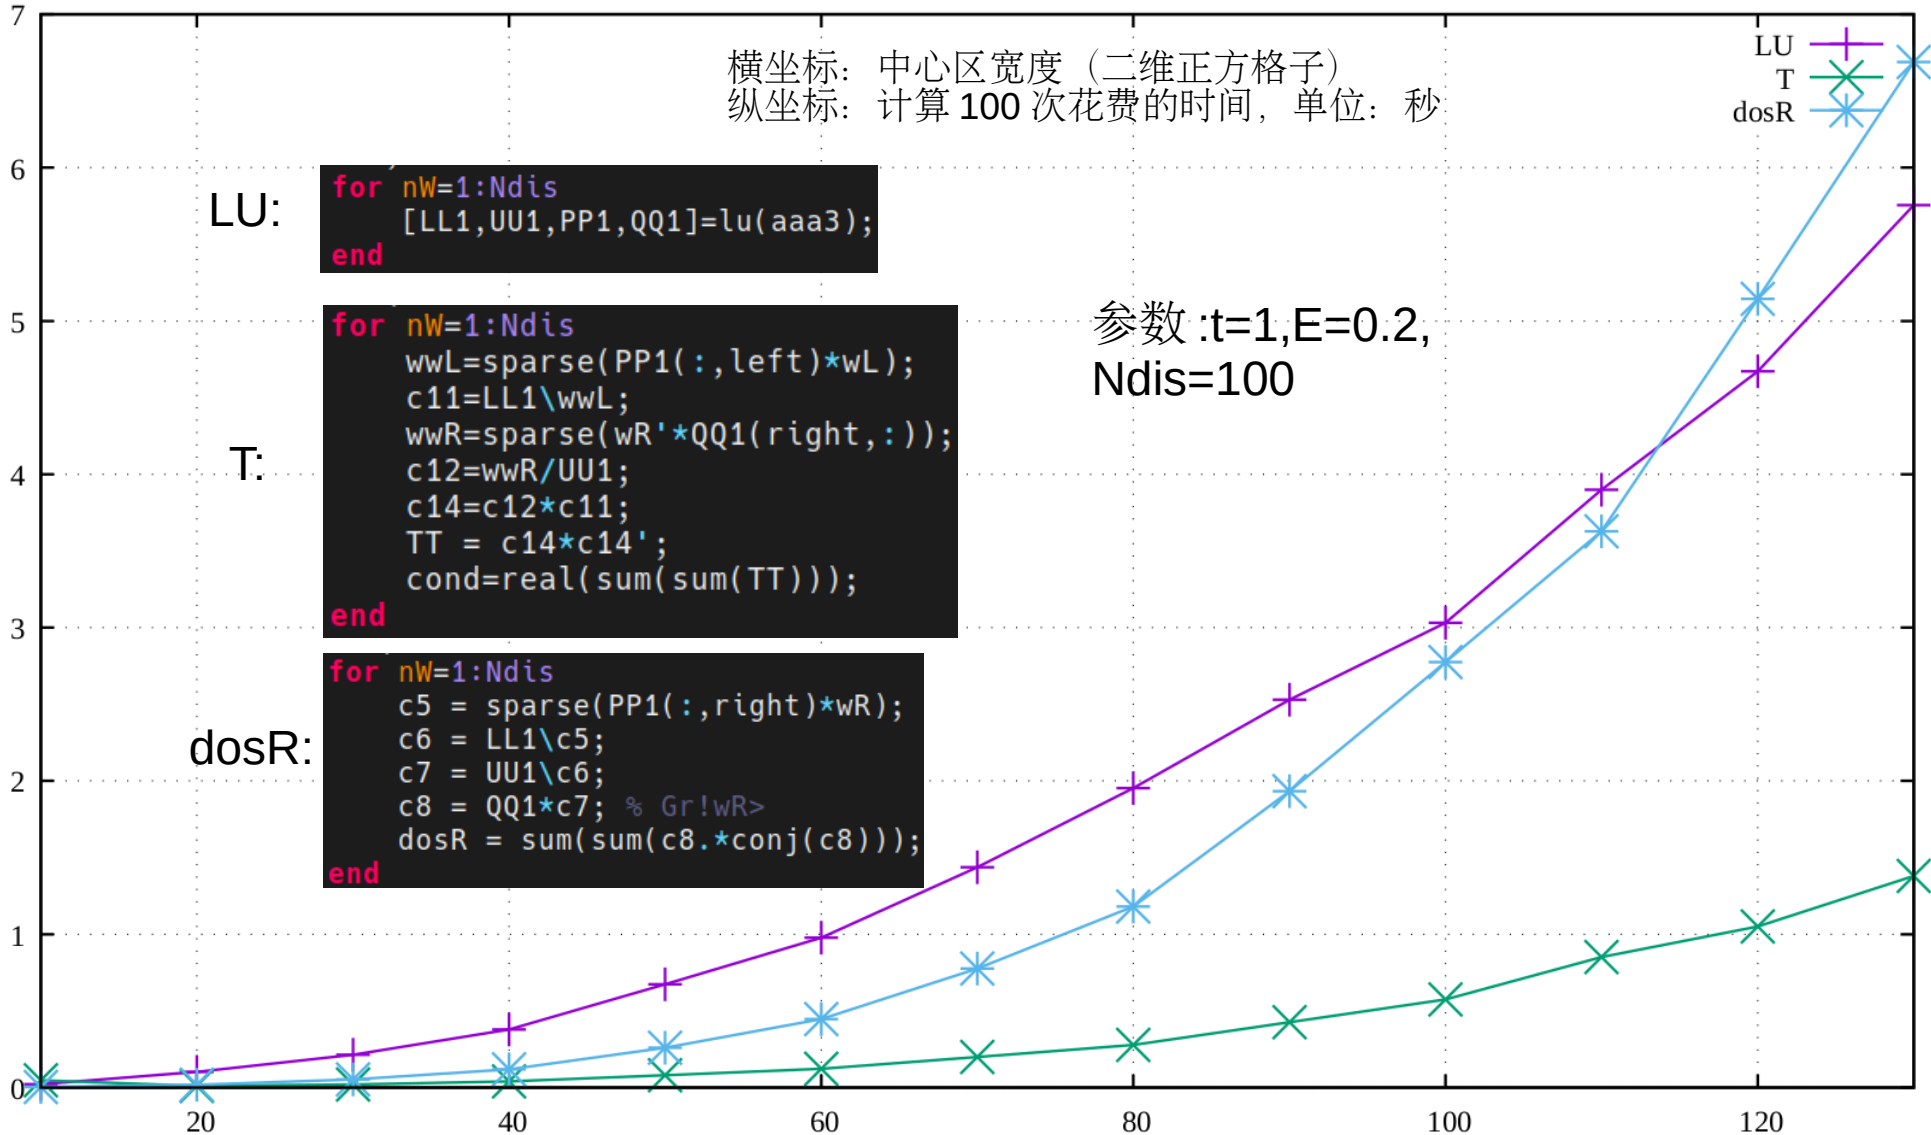 7
6
5
4
3
2
1
0
20
40
60
80
100
120
横坐标：中心区宽度（二维正方格子）
纵坐标：计算 100 次花费的时间，单位：秒
LU
T
dosR
LU:
for nW=1:Ndis
[LL1,UU1,PP1,QQ1]=lu(aaa3);
end
T:
for nW=1:Ndis
wwL=sparse(PP1(:,left)*wL);
c11=LL1\wwL;
wwR=sparse(wR'*QQ1(right,:));
c12=wwR/UU1;
c14=c12*c11;
TT = c14*c14';
cond=real(sum(sum(TT)));
end
参数 :t=1,E=0.2,
Ndis=100
dosR:
for nW=1:Ndis
c5 = sparse(PP1(:,right)*wR);
c6 = LL1\c5;
c7 = UU1\c6;
c8 = QQ1*c7; % Gr!wR>
dosR = sum(sum(c8.*conj(c8)));
end